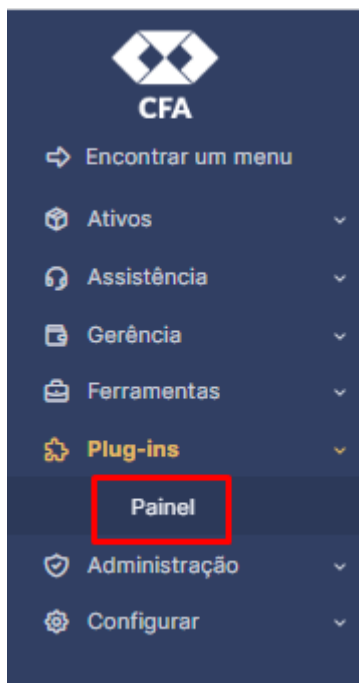 CFA
Encontrar um menu
Ativos
Assistência
Gerência
Ferramentas
Plug-ins
Painel
Administração
Configurar